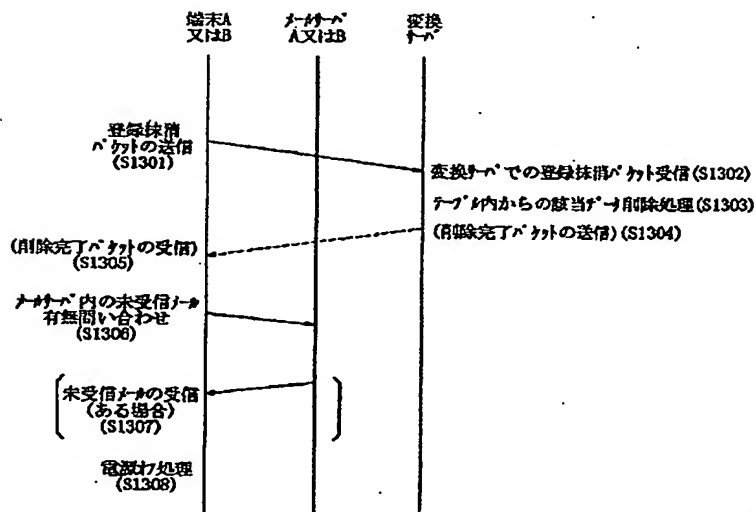 端末A
又はB
メールサーバ
A又はB
変換
サーバ
登録抹消
パケットの送信
(S1301)
変換サーバでの登録抹消パケット受信(S1302)
テーブル内からの該当データ削除処理(S1303)
(削除完了パケットの送信)(S1304)
(削除完了パケットの受信)
(S1305)
メールサーバ内の未受信メール
有無問い合わせ
(S1306)
未受信メールの受信
(ある場合)
(S1307)
電源オフ処理
(S1308)